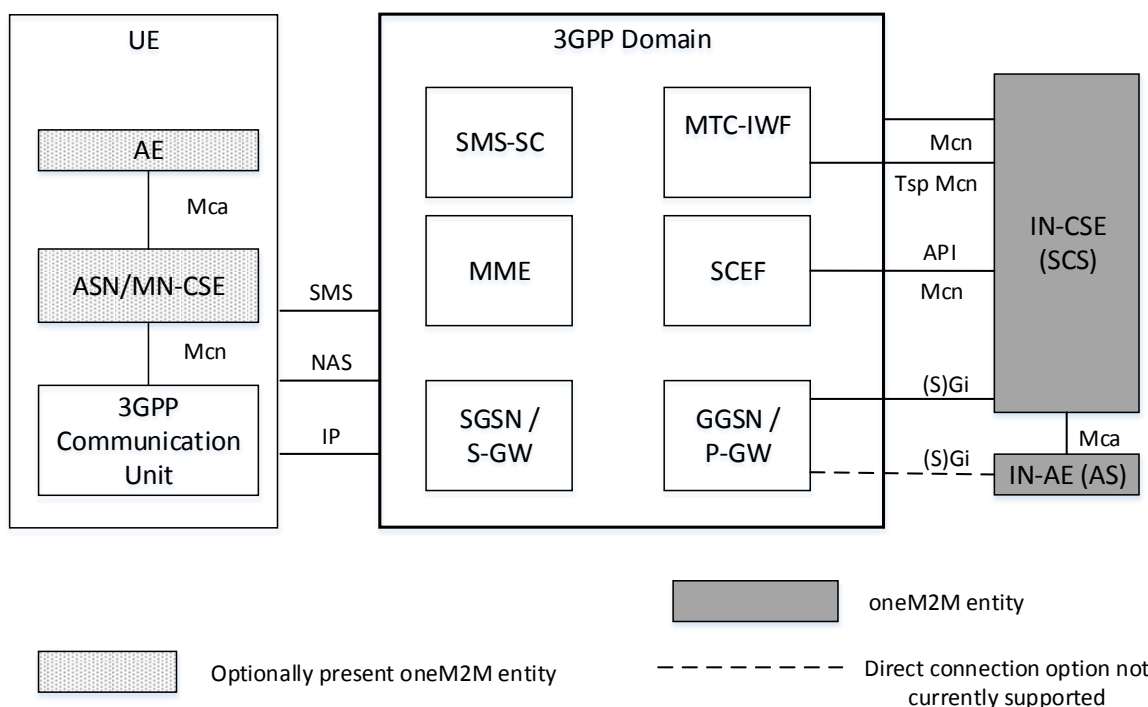 UE
AE
Mca
ASN/MN-CSE
Mcn
3GPP
Communication
Unit
SMS
NAS
IP
3GPP Domain
SMS-SC
MTC-IWF
MME
SCEF
SGSN /
S-GW
GGSN /
P-GW
Mcn
Tsp Mcn
API
Mcn
(S)Gi
(S)Gi
IN-CSE
(SCS)
Mca
IN-AE (AS)
oneM2M entity
Optionally present oneM2M entity
Direct connection option not
currently supported